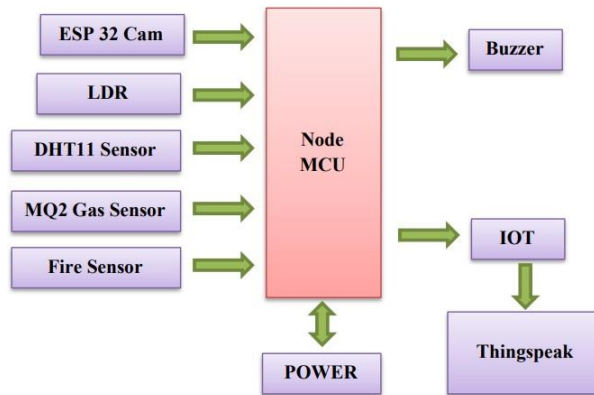 ESP 32 Cam
LDR
DHT11 Sensor
MQ2 Gas Sensor
Fire Sensor
Node
MCU
POWER
Buzzer
IOT
Thingspeak